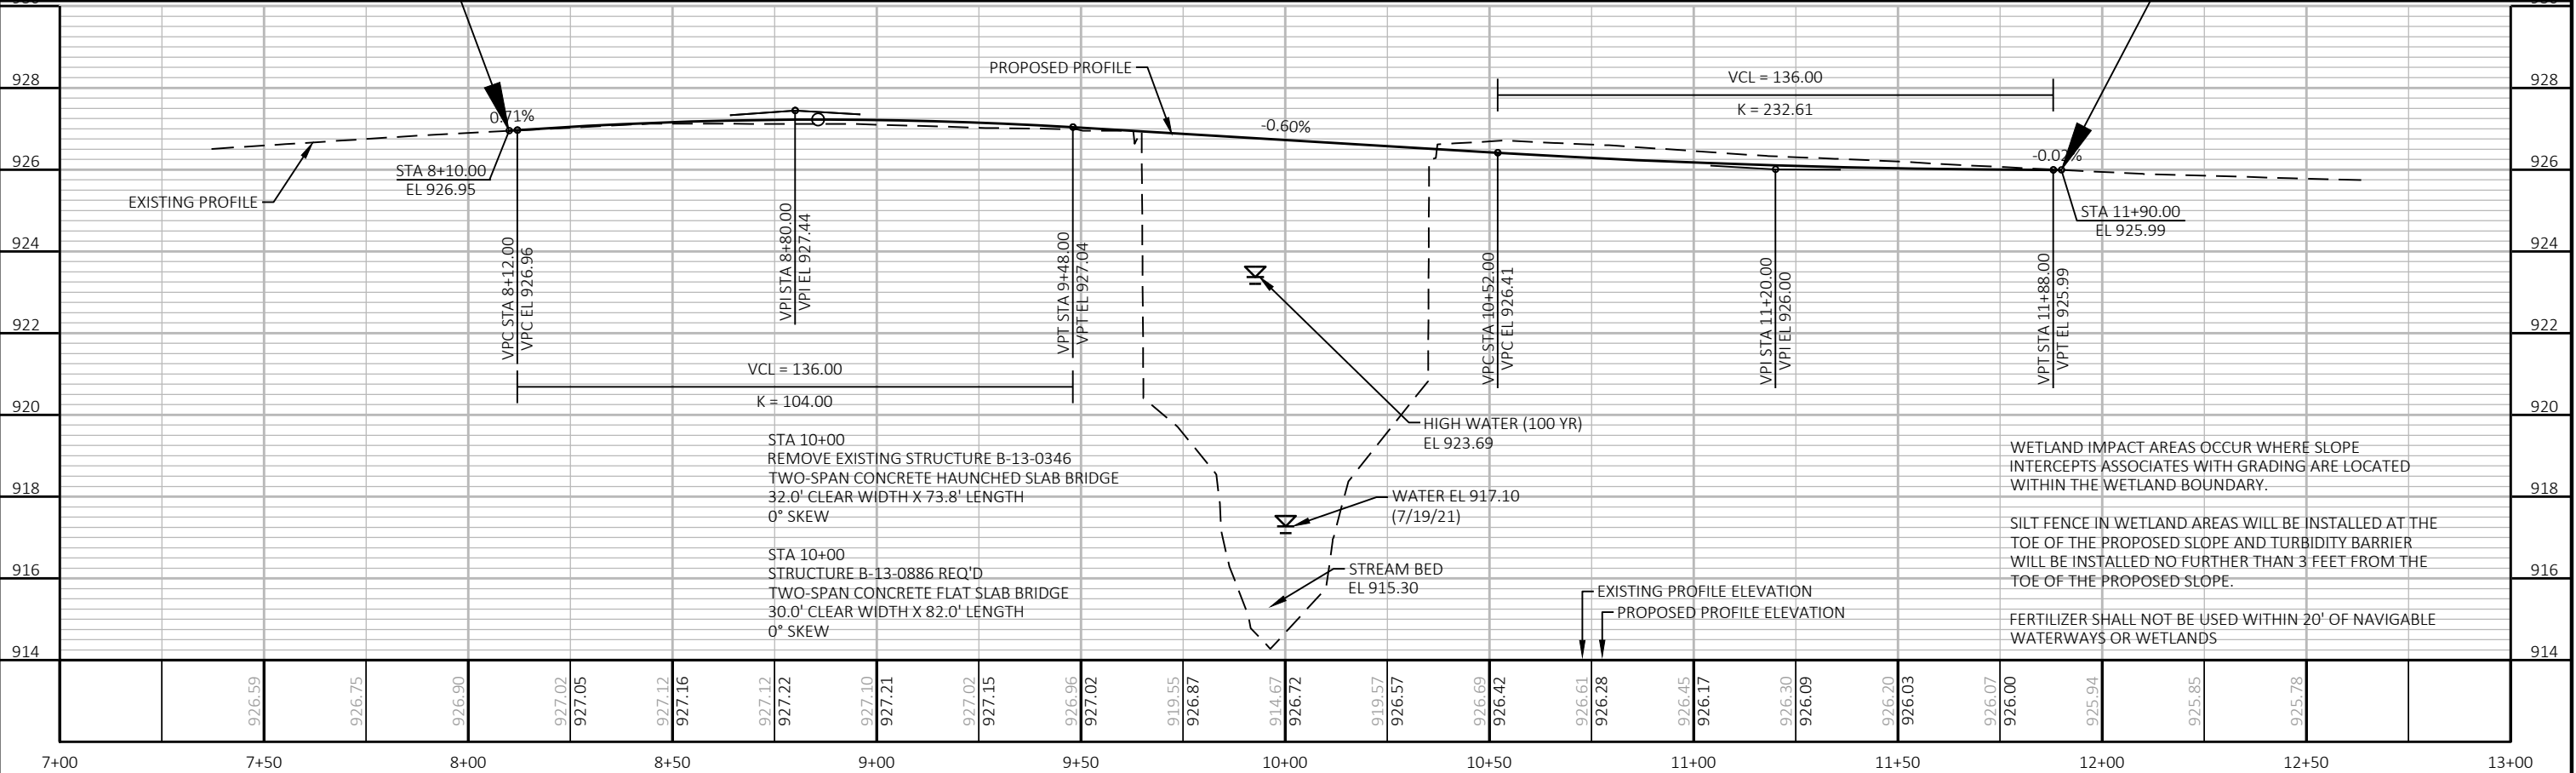 928
926
924
922
920
918
916
914
928
926
924
922
920
918
916
914
PROPOSED PROFILE
VCL = 136.00
K = 232.61
0.71%
-0.60%
-0.02%
STA 8+10.00
EL 926.95
EXISTING PROFILE
STA 11+90.00
EL 925.99
VPC STA 8+12.00
VPC EL 926.96
VPI STA 8+80.00
VPI EL 927.44
VPT STA 9+48.00
VPT EL 927.04
VPC STA 10+52.00
VPC EL 926.41
VPI STA 11+20.00
VPI EL 926.00
VPT STA 11+88.00
VPT EL 925.99
VCL = 136.00
K = 104.00
HIGH WATER (100 YR)
EL 923.69
WATER EL 917.10
(7/19/21)
STREAM BED
EL 915.30
STA 10+00
REMOVE EXISTING STRUCTURE B-13-0346
TWO-SPAN CONCRETE HAUNCHED SLAB BRIDGE
32.0' CLEAR WIDTH X 73.8' LENGTH
0° SKEW
STA 10+00
STRUCTURE B-13-0886 REQ'D
TWO-SPAN CONCRETE FLAT SLAB BRIDGE
30.0' CLEAR WIDTH X 82.0' LENGTH
0° SKEW
EXISTING PROFILE ELEVATION
PROPOSED PROFILE ELEVATION
WETLAND IMPACT AREAS OCCUR WHERE SLOPE
INTERCEPTS ASSOCIATES WITH GRADING ARE LOCATED
WITHIN THE WETLAND BOUNDARY.
SILT FENCE IN WETLAND AREAS WILL BE INSTALLED AT THE
TOE OF THE PROPOSED SLOPE AND TURBIDITY BARRIER
WILL BE INSTALLED NO FURTHER THAN 3 FEET FROM THE
TOE OF THE PROPOSED SLOPE.
FERTILIZER SHALL NOT BE USED WITHIN 20' OF NAVIGABLE
WATERWAYS OR WETLANDS
926.59
926.75
926.90
927.02
927.05
927.12
927.16
927.12
927.22
927.10
927.21
927.02
927.15
926.96
927.02
919.55
926.87
914.67
926.72
919.57
926.57
926.69
926.42
926.61
926.28
926.45
926.17
926.30
926.09
926.20
926.03
926.07
926.00
925.94
925.85
925.78
7+00
7+50
8+00
8+50
9+00
9+50
10+00
10+50
11+00
11+50
12+00
12+50
13+00